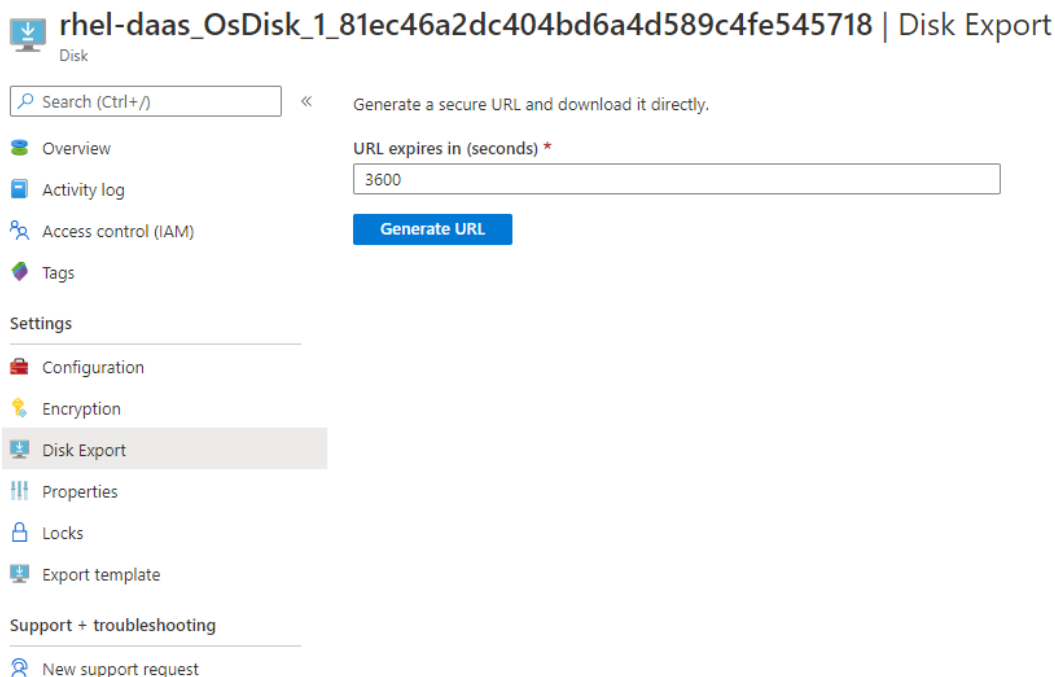 rhel-daas_OsDisk_1_81ec46a2dc404bd6a4d589c4fe545718 | Disk Export
Disk
Search (Ctrl+/)
«
Overview
Activity log
Access control (IAM)
Tags
Settings
Configuration
Encryption
Disk Export
Properties
Locks
Export template
Support + troubleshooting
New support request
Generate a secure URL and download it directly.
URL expires in (seconds) *
3600
Generate URL